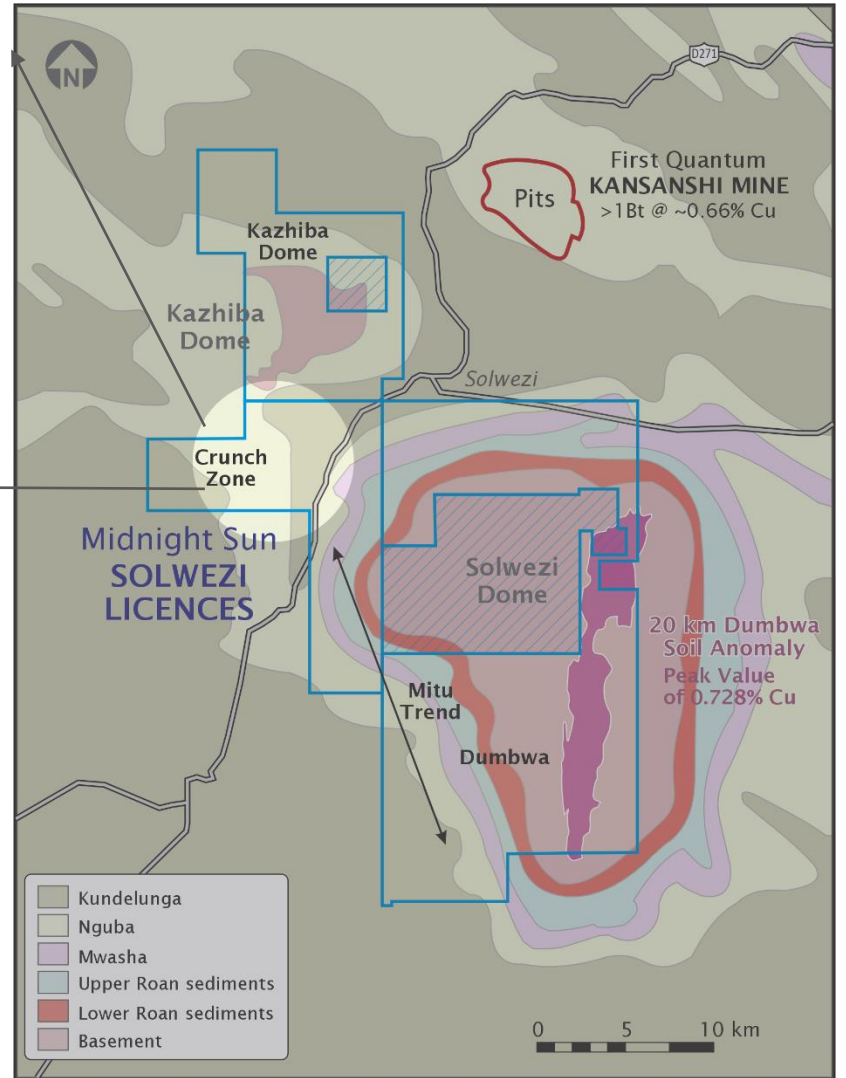 N
D271
First Quantum
KANSANSHI MINE
>1Bt @ ~0.66% Cu
Pits
Kazhiba
Dome
Kazhiba
Dome
Solwezi
Crunch
Zone
Midnight Sun
SOLWEZI
LICENCES
Solwezi
Dome
20 km Dumbwa
Soil Anomaly
Peak Value
of 0.728% Cu
Mitu
Trend
Dumbwa
Kundelunga
Nguba
Mwasha
Upper Roan sediments
Lower Roan sediments
Basement
0 5 10 km